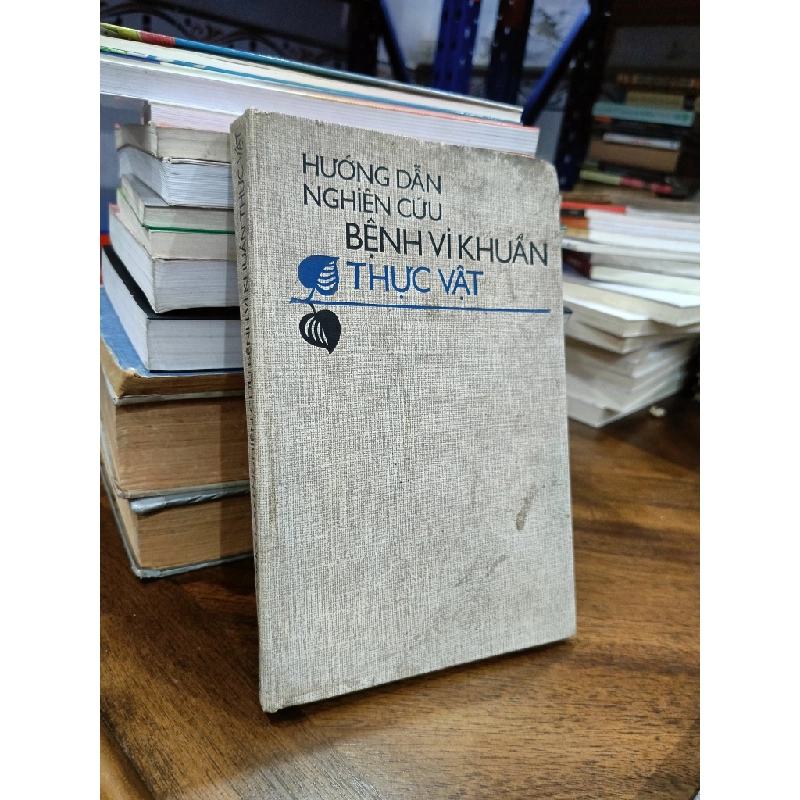 HƯỚNG DẪN
NGHIÊN CỨU
BỆNH VI KHUẨN
THỰC VẬT